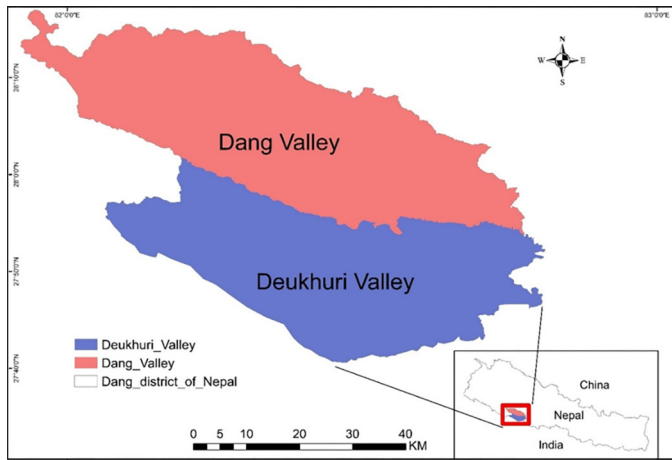 82°0'0"E
83°0'0"E
N
W E
S
28°10'0"N
Dang Valley
28°0'0"N
Deukhuri Valley
27°50'0"N
Deukhuri_Valley
Dang_Valley
27°40'0"N
Dang_district_of_Nepal
China
Nepal
India
0 5 10 20 30 40
KM